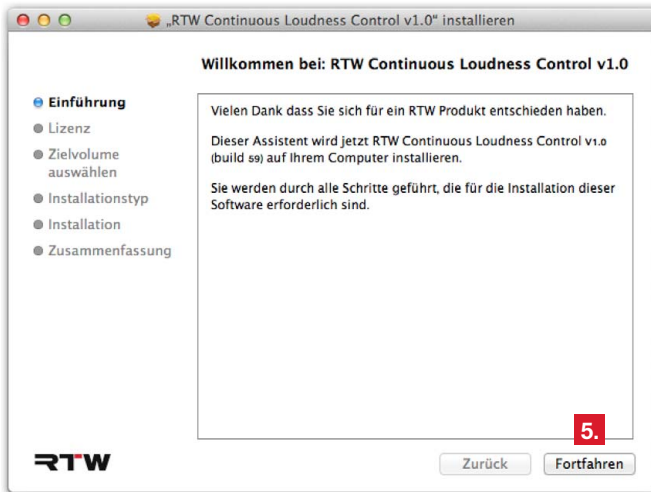 „RTW Continuous Loudness Control v1.0“ installieren
Willkommen bei: RTW Continuous Loudness Control v1.0
Einführung
Lizenz
Zielvolume
auswählen
Installationstyp
Installation
Zusammenfassung
Vielen Dank dass Sie sich für ein RTW Produkt entschieden haben.
Dieser Assistent wird jetzt RTW Continuous Loudness Control v1.0
(build 59) auf Ihrem Computer installieren.
Sie werden durch alle Schritte geführt, die für die Installation dieser
Software erforderlich sind.
5.
RTW
Zurück
Fortfahren